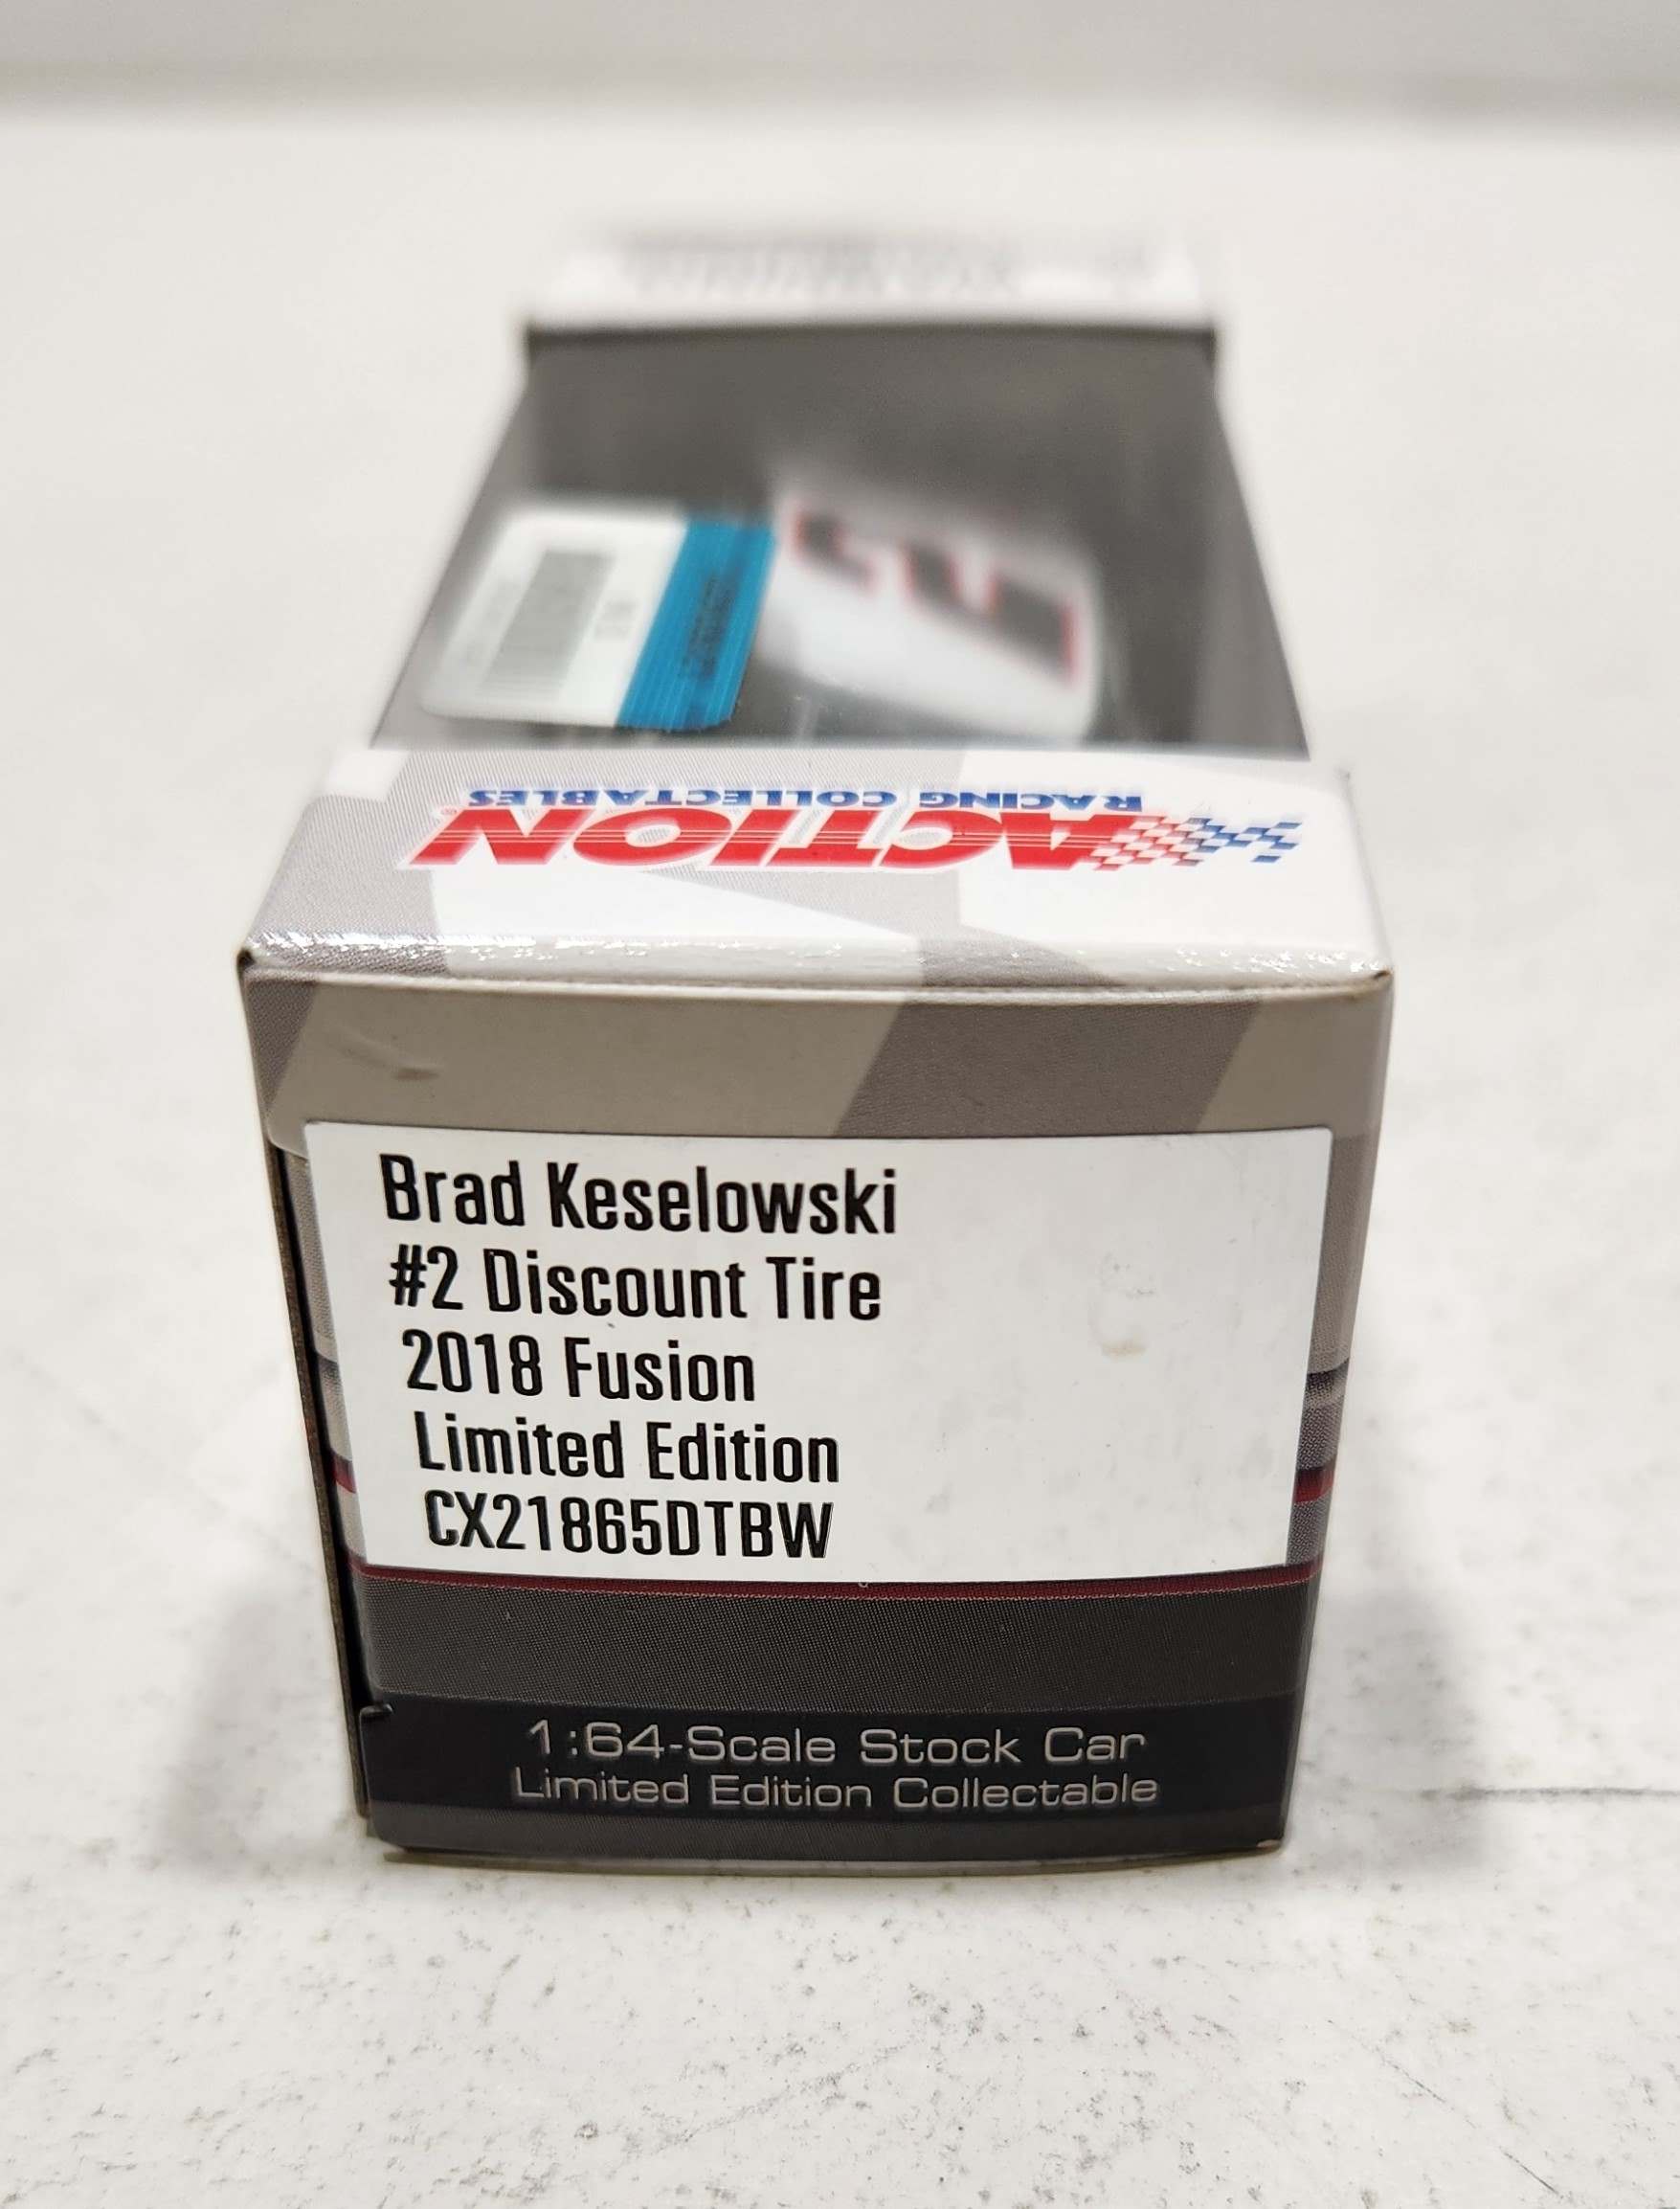 RACING COLLECTABLES
ACTION®
Brad Keselowski
#2 Discount Tire
2018 Fusion
Limited Edition
CX21865DTBW
1:64-Scale Stock Car
Limited Edition Collectable
2